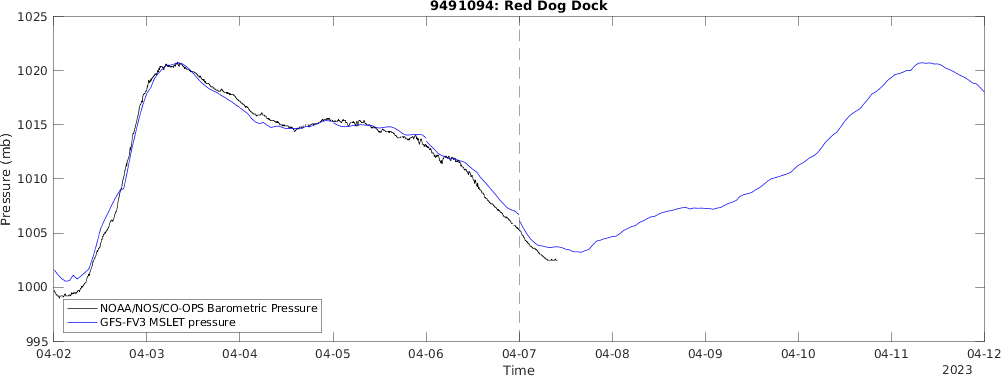 9491094: Red Dog Dock
Pressure (mb)
1025
1020
1015
1010
1005
1000
995
NOAA/NOS/CO-OPS Barometric Pressure
GFS-FV3 MSLET pressure
04-02 04-03 04-04 04-05 04-06 04-07 04-08 04-09 04-10 04-11 04-12
Time
2023